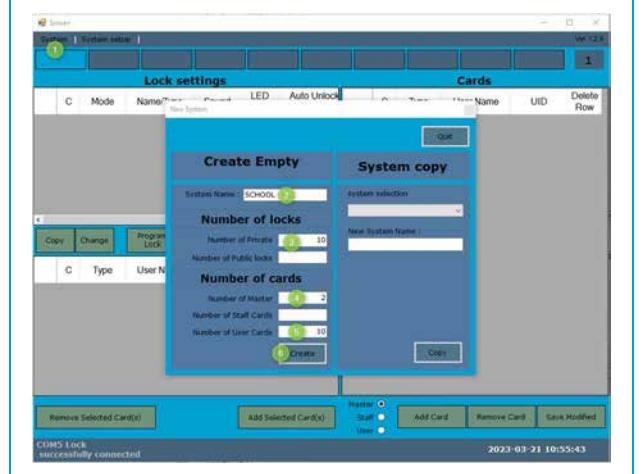 Server
System | System setup |
Ver 1.2.6
1
1
Lock settings
Cards
C Mode Name/Type Sound LED Auto Unlock
C Type User Name UID Delete Row
New System
Quit
Create Empty
System copy
System Name : SCHOOL 2
system selection
Number of locks
New System Name :
Number of Private 3 10
Number of Public locks
Number of cards
Number of Master 4 2
Number of Staff Cards
Number of User Cards 5 10
6 Create
Copy
Copy Change Program Lock
C Type User N
Remove Selected Card(s)
Add Selected Card(s)
Master
Staff
User
Add Card
Remove Card
Save Modified
COM5 Lock
successfully connected
2023-03-21 10:55:43